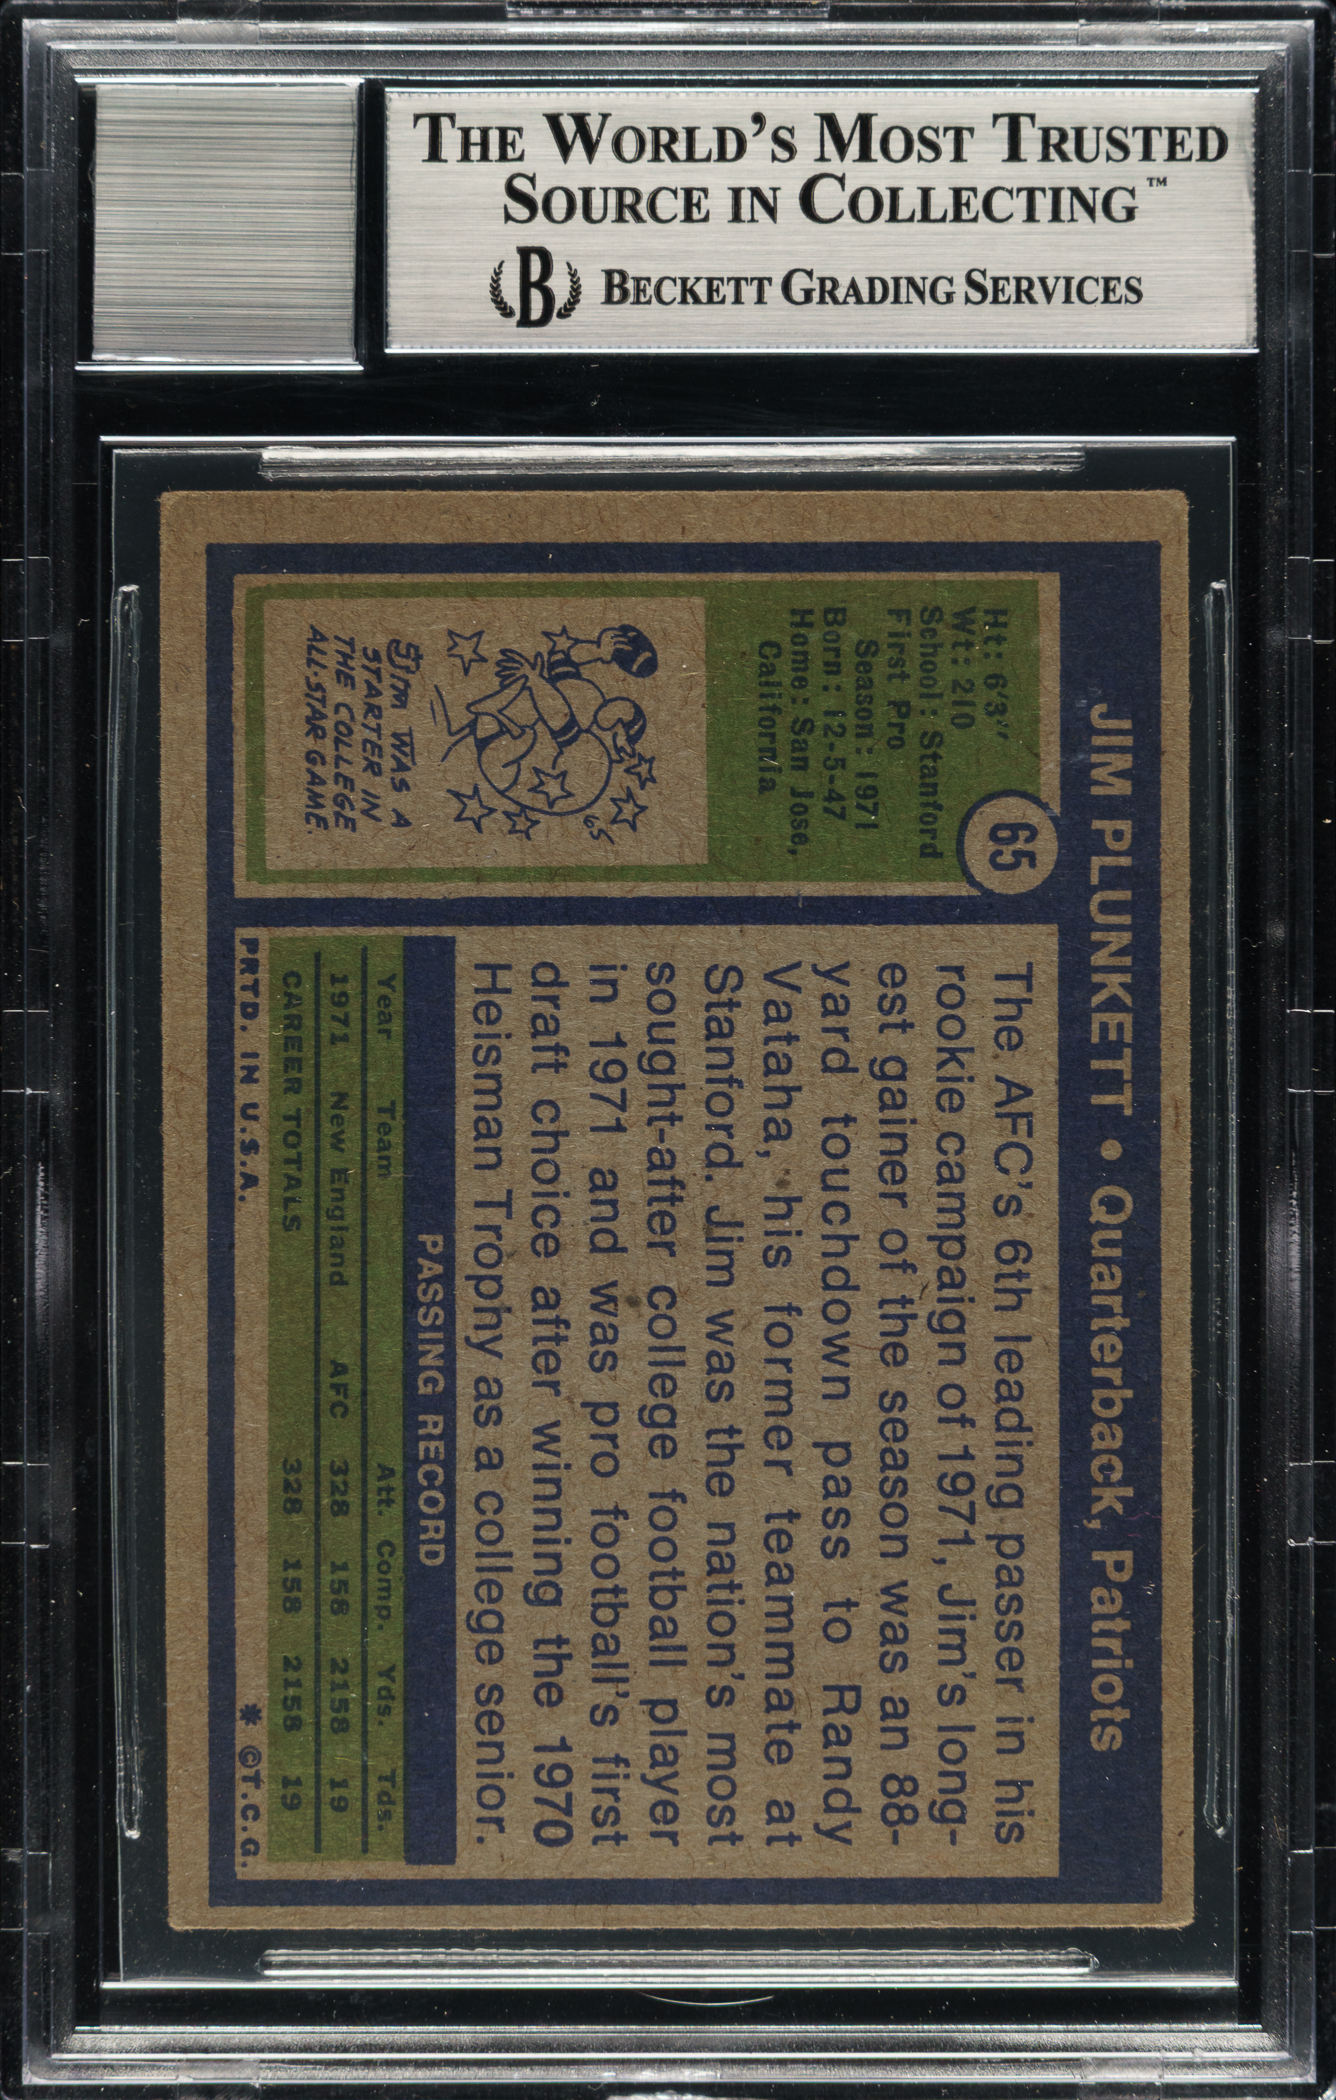 THE WORLD'S MOST TRUSTED
SOURCE IN COLLECTING™
B BECKETT GRADING SERVICES
JIM PLUNKETT • Quarterback, Patriots
65
Ht: 6'3"
Wt: 210
School: Stanford
First Pro
Season: 1971
Born: 12-5-47
Home: San Jose,
California
'65
JIM WAS A
STARTER IN
THE COLLEGE
ALL-STAR GAME.
The AFC's 6th leading passer in his
rookie campaign of 1971, Jim's long-
est gainer of the season was an 88-
yard touchdown pass to Randy
Vataha, his former teammate at
Stanford. Jim was the nation's most
sought-after college football player
in 1971 and was pro football's first
draft choice after winning the 1970
Heisman Trophy as a college senior.
PASSING RECORD
Year Team Att. Comp. Yds. Tds.
1971 New England AFC 328 158 2158 19
CAREER TOTALS 328 158 2158 19
PRTD. IN U.S.A. * ©T.C.G.